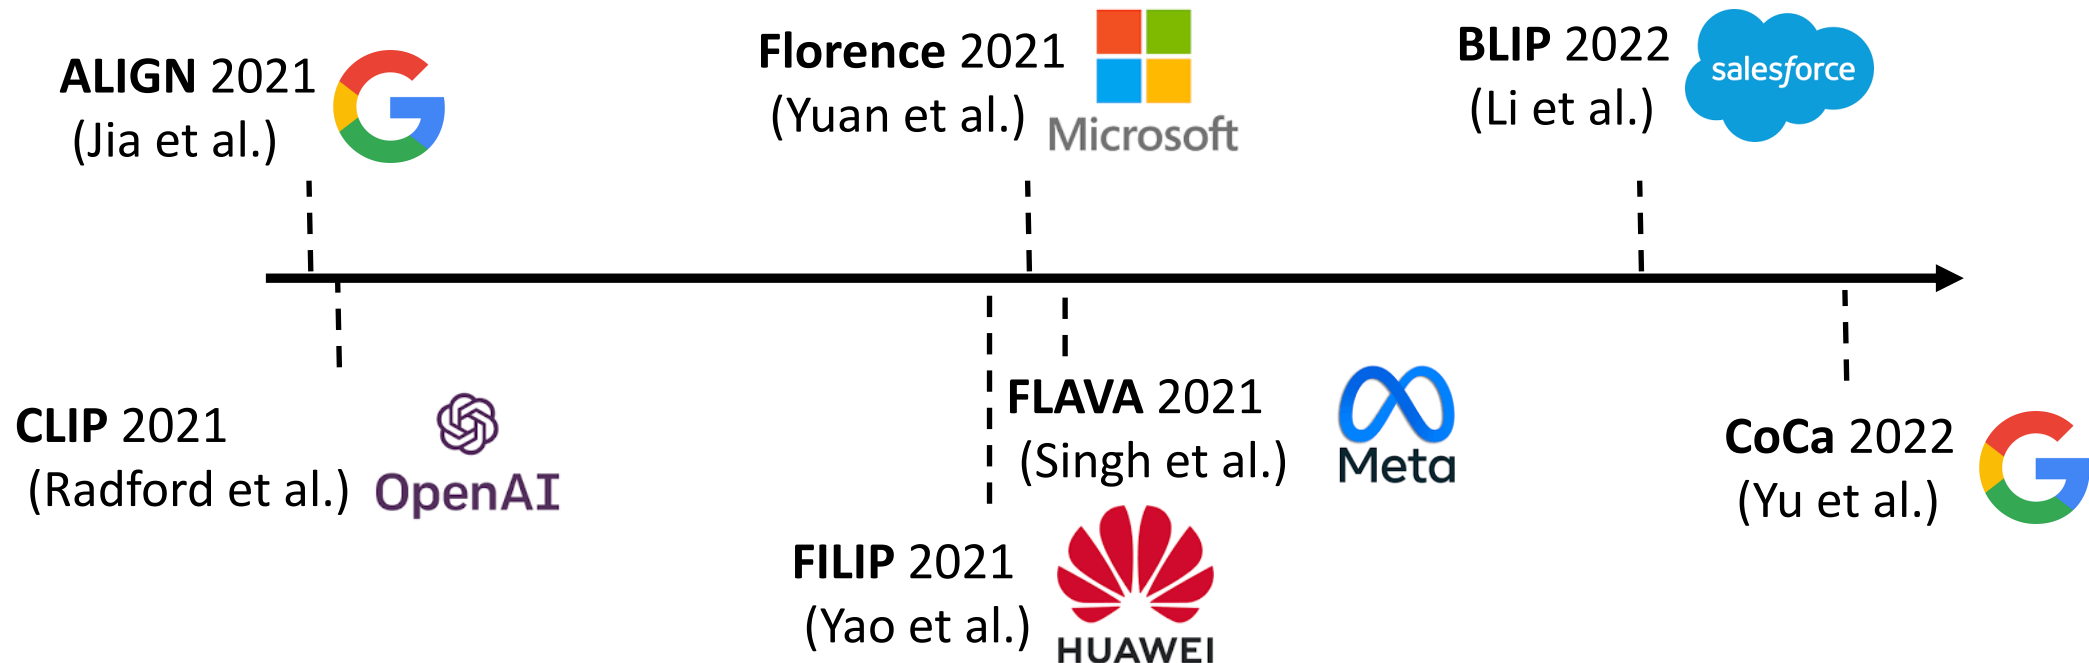 ALIGN 2021
(Jia et al.)
Florence 2021
(Yuan et al.)
Microsoft
BLIP 2022
(Li et al.)
salesforce
CLIP 2021
(Radford et al.)
OpenAI
FLAVA 2021
(Singh et al.)
Meta
FILIP 2021
(Yao et al.)
HUAWEI
CoCa 2022
(Yu et al.)